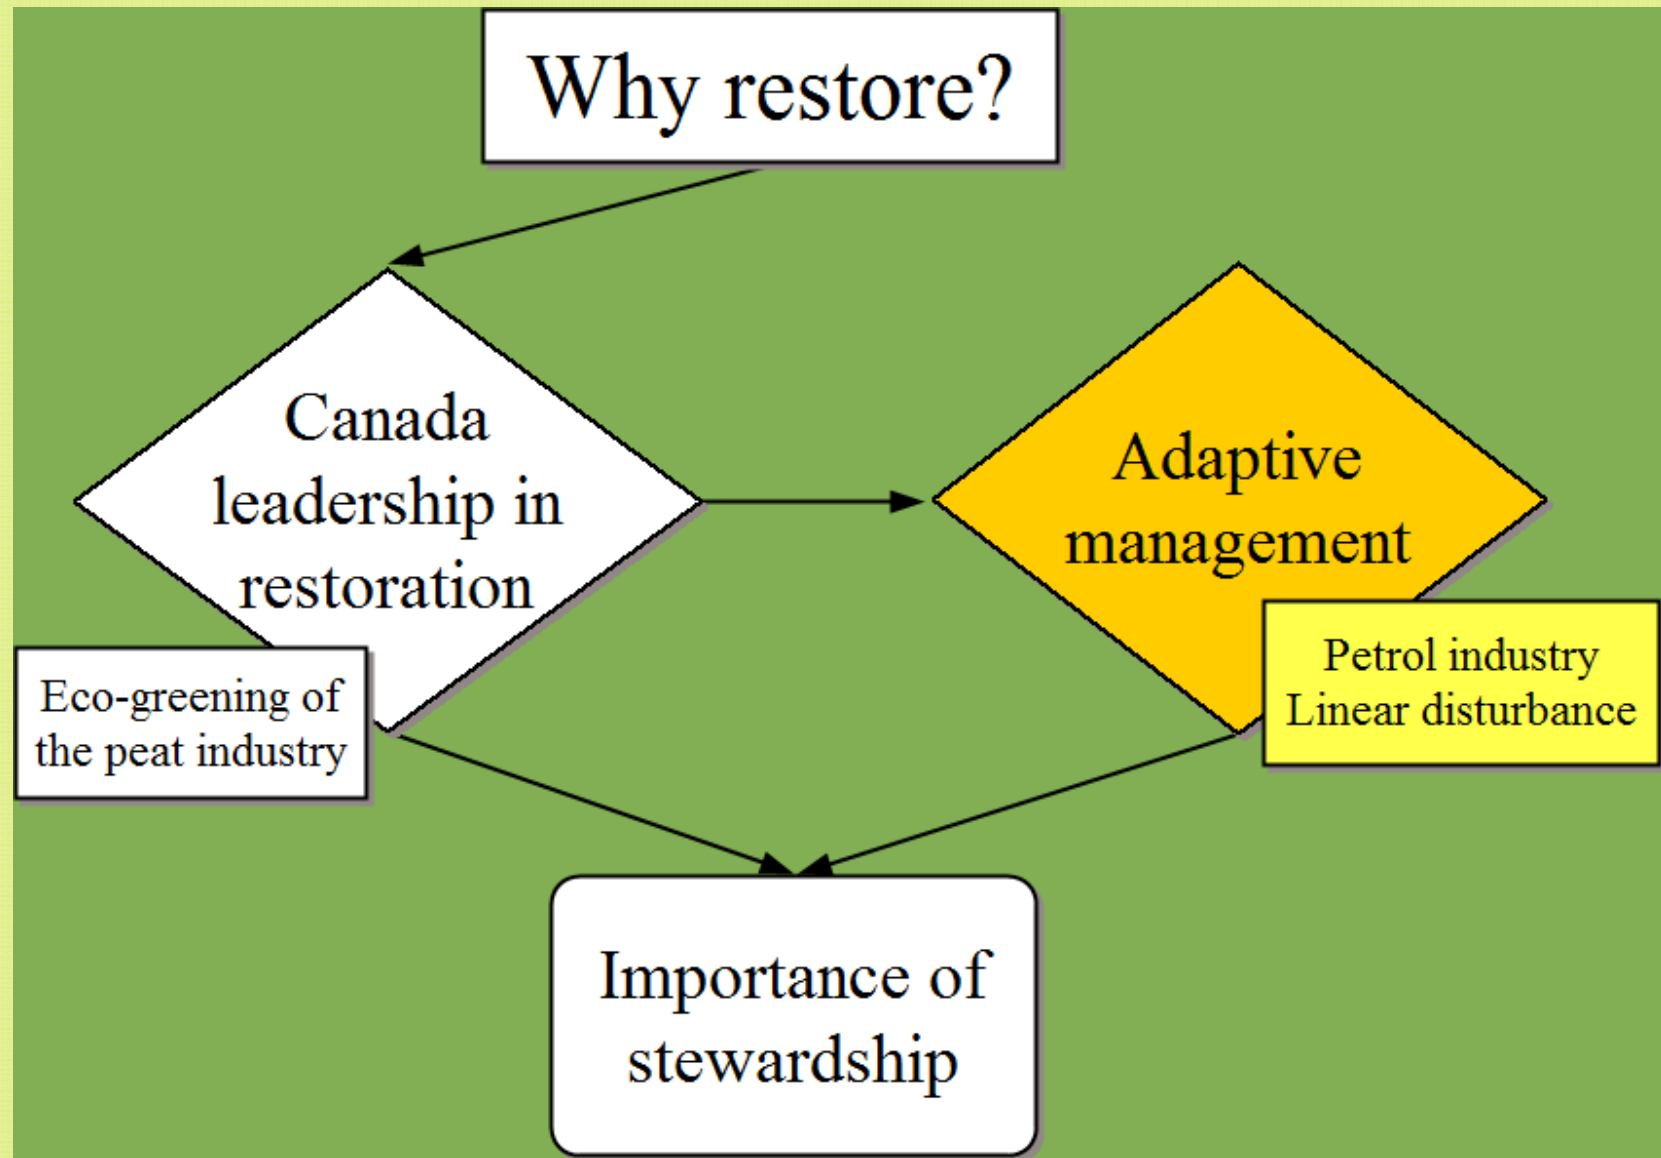 Why restore?
Canada
leadership in
restoration
Adaptive
management
Eco-greening of
the peat industry
Petrol industry
Linear disturbance
Importance of
stewardship